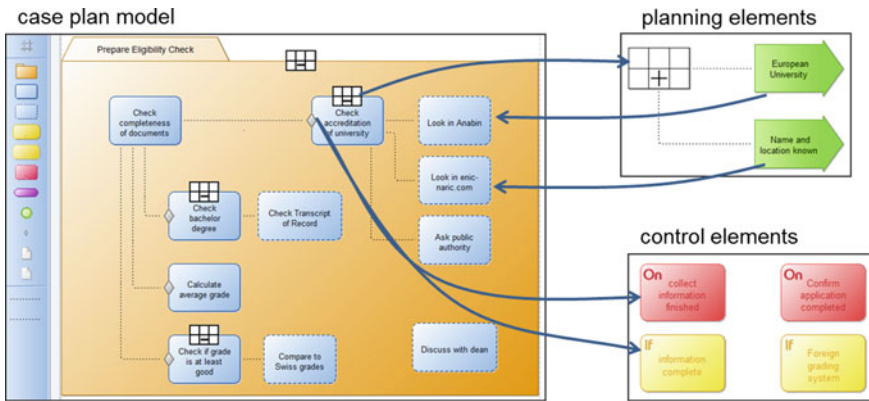 case plan model
planning elements
Prepare Eligibility Check
Check
completeness
of documents
Check
accreditation
of university
Look in Anabin
Look in enic-
naric.com
Ask public
authority
Check
bachelor
degree
Check Transcript
of Record
Calculate
average grade
Check if grade
is at least
good
Compare to
Swiss grades
Discuss with dean
European
University
Name and
location known
control elements
On
collect
information
finished
On
Confirm
application
completed
If
information
complete
If
Foreign
grading
system